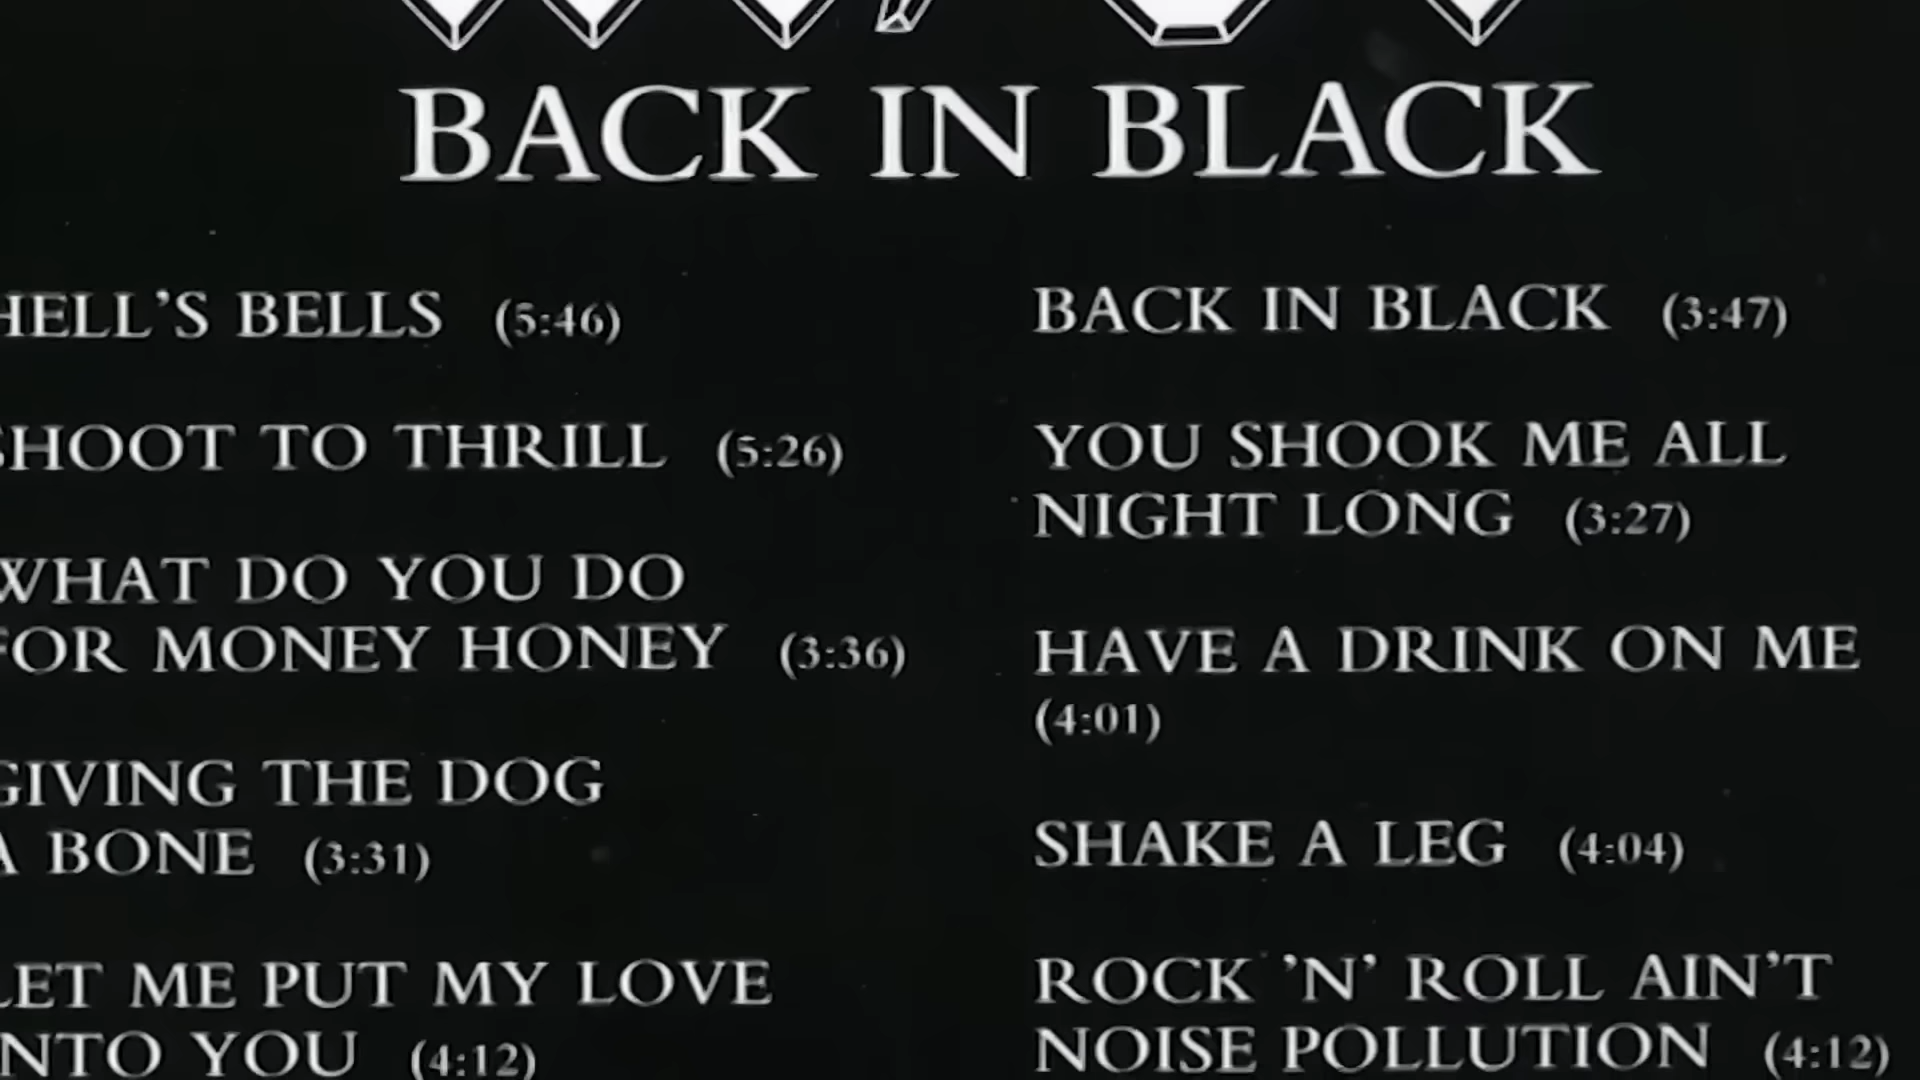 BACK IN BLACK
HELL'S BELLS (5:46)
SHOOT TO THRILL (5:26)
WHAT DO YOU DO
FOR MONEY HONEY (3:36)
GIVING THE DOG
A BONE (3:31)
LET ME PUT MY LOVE
INTO YOU (4:12)
BACK IN BLACK (3:47)
YOU SHOOK ME ALL
NIGHT LONG (3:27)
HAVE A DRINK ON ME
(4:01)
SHAKE A LEG (4:04)
ROCK 'N' ROLL AIN'T
NOISE POLLUTION (4:12)